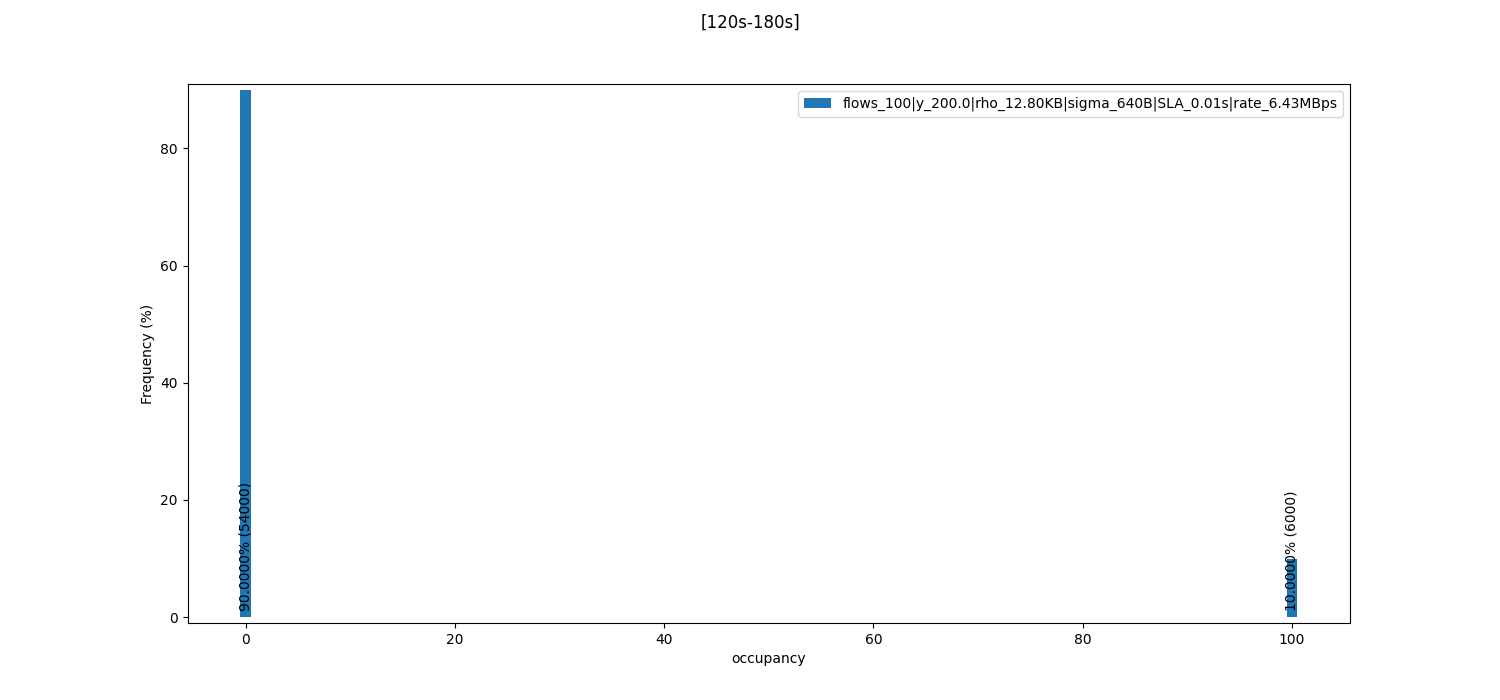 [120s-180s]
flows_100|y_200.0|rho_12.80KB|sigma_640B|SLA_0.01s|rate_6.43MBps
Frequency (%)
80
60
40
20
0
90.0000% (54000)
10.0000% (6000)
0 20 40 60 80 100
occupancy